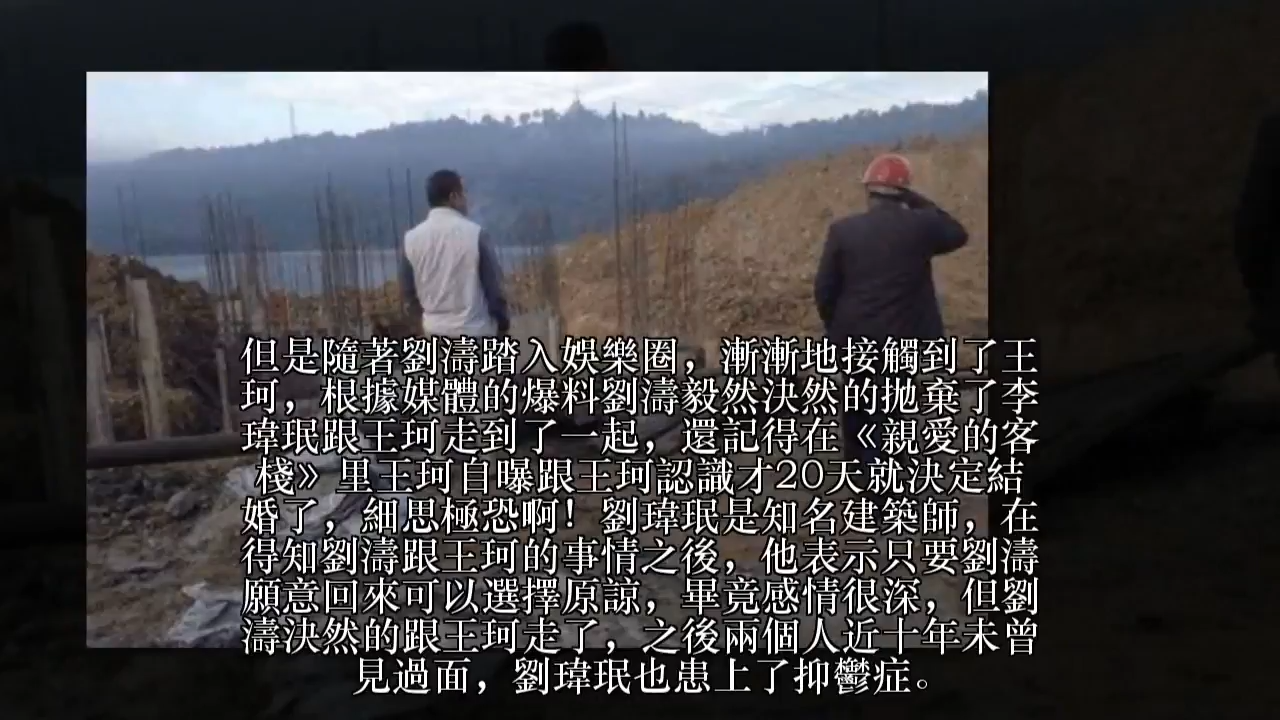 但是隨著劉濤踏入娛樂圈，漸漸地接觸到了王
珂，根據媒體的爆料劉濤毅然決然的拋棄了李
瑋珉跟王珂走到了一起，還記得在《親愛的客
棧》里王珂自曝跟王珂認識才20天就決定結
婚了，細思極恐啊！劉瑋珉是知名建築師，在
得知劉濤跟王珂的事情之後，他表示只要劉濤
願意回來可以選擇原諒，畢竟感情很深，但劉
濤決然的跟王珂走了，之後兩個人近十年未曾
見過面，劉瑋珉也患上了抑鬱症。